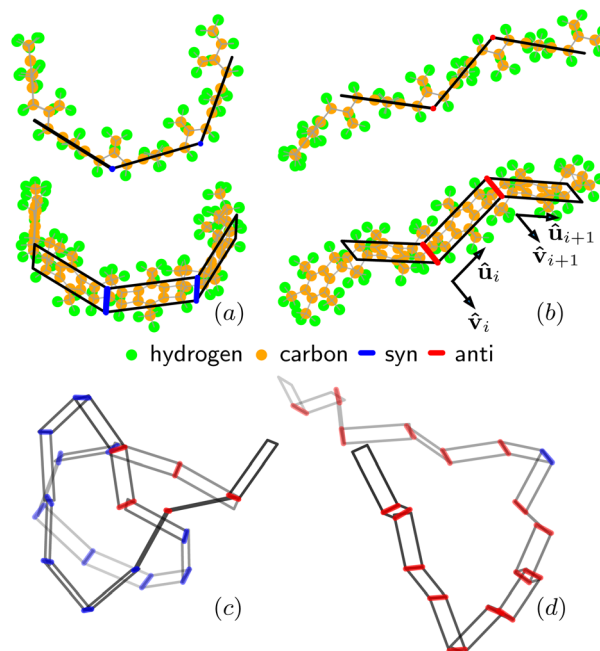 û_{i+1}
v̂_{i+1}
û_i
(a) (b)
v̂_i
hydrogen carbon syn anti
(c) (d)